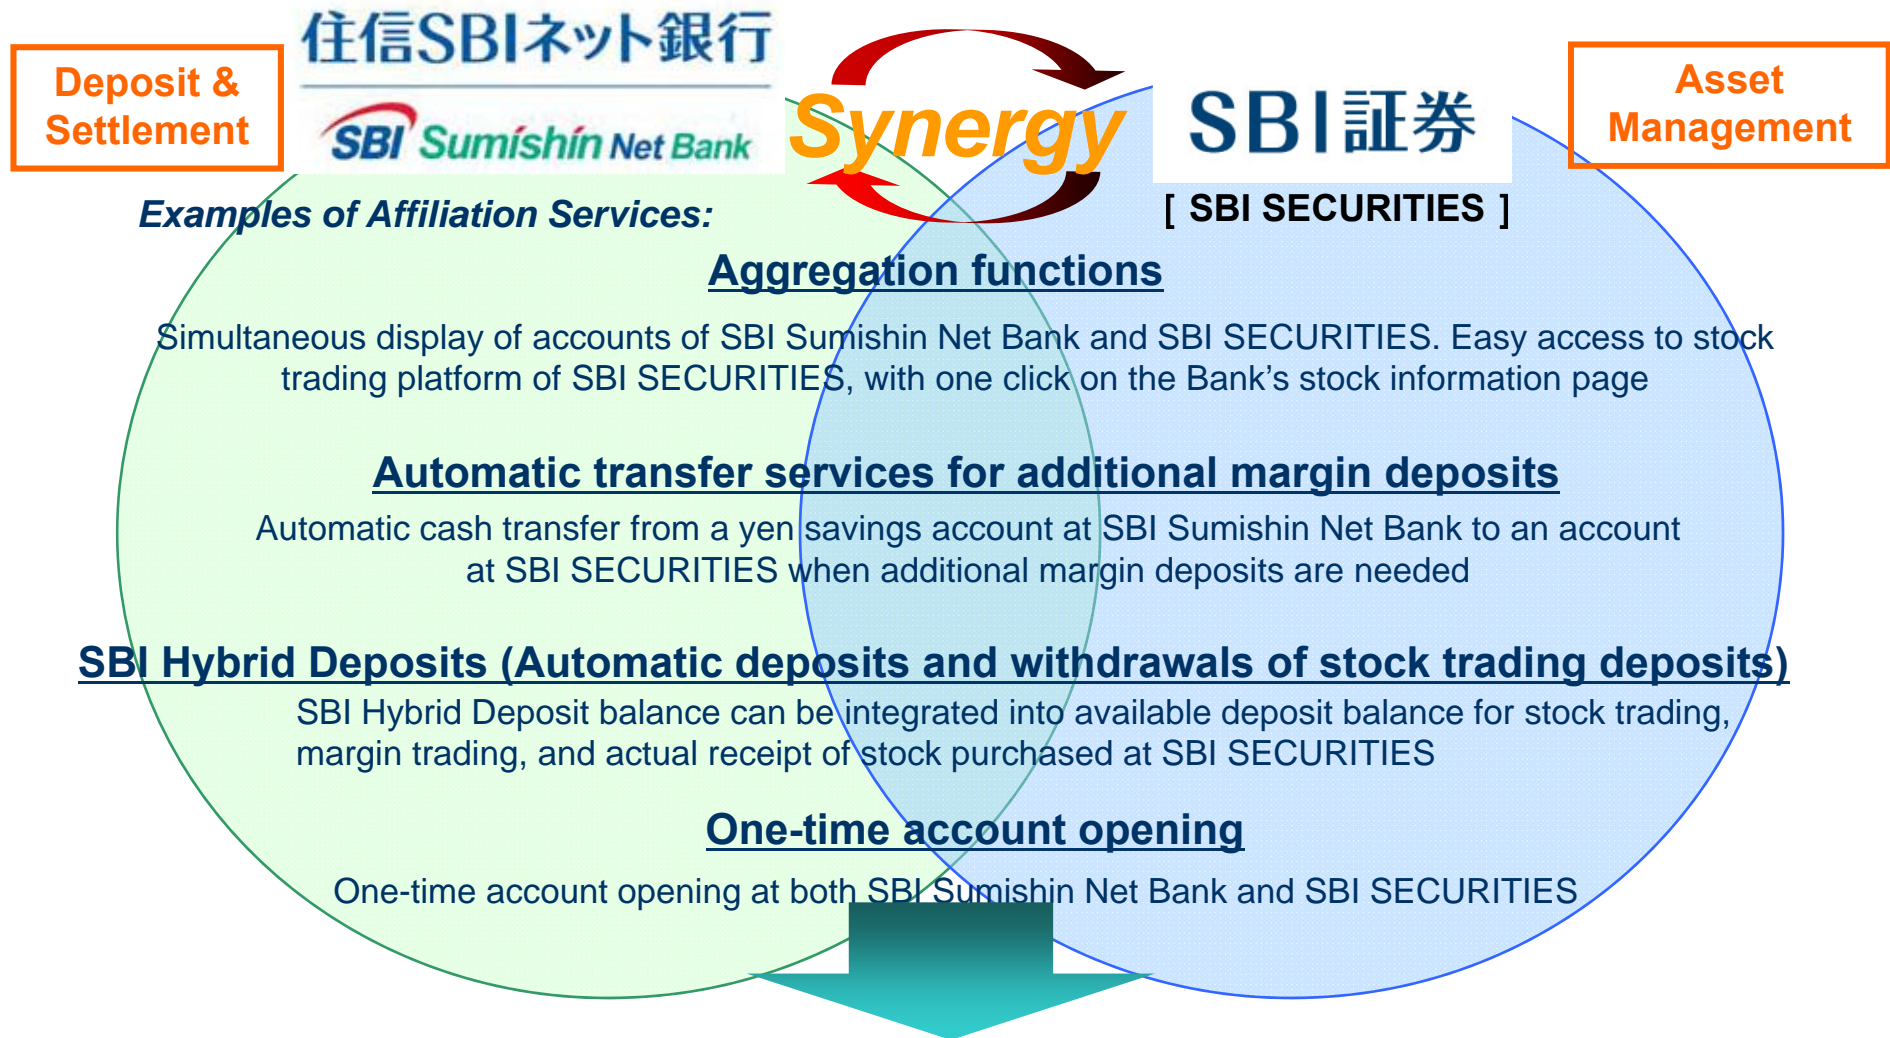 Deposit &
Settlement
住信SBIネット銀行
SBI Sumishin Net Bank
Synergy
SBI証券
[ SBI SECURITIES ]
Asset
Management
Examples of Affiliation Services:
Aggregation functions
Simultaneous display of accounts of SBI Sumishin Net Bank and SBI SECURITIES. Easy access to stock
trading platform of SBI SECURITIES, with one click on the Bank's stock information page
Automatic transfer services for additional margin deposits
Automatic cash transfer from a yen savings account at SBI Sumishin Net Bank to an account
at SBI SECURITIES when additional margin deposits are needed
SBI Hybrid Deposits (Automatic deposits and withdrawals of stock trading deposits)
SBI Hybrid Deposit balance can be integrated into available deposit balance for stock trading,
margin trading, and actual receipt of stock purchased at SBI SECURITIES
One-time account opening
One-time account opening at both SBI Sumishin Net Bank and SBI SECURITIES